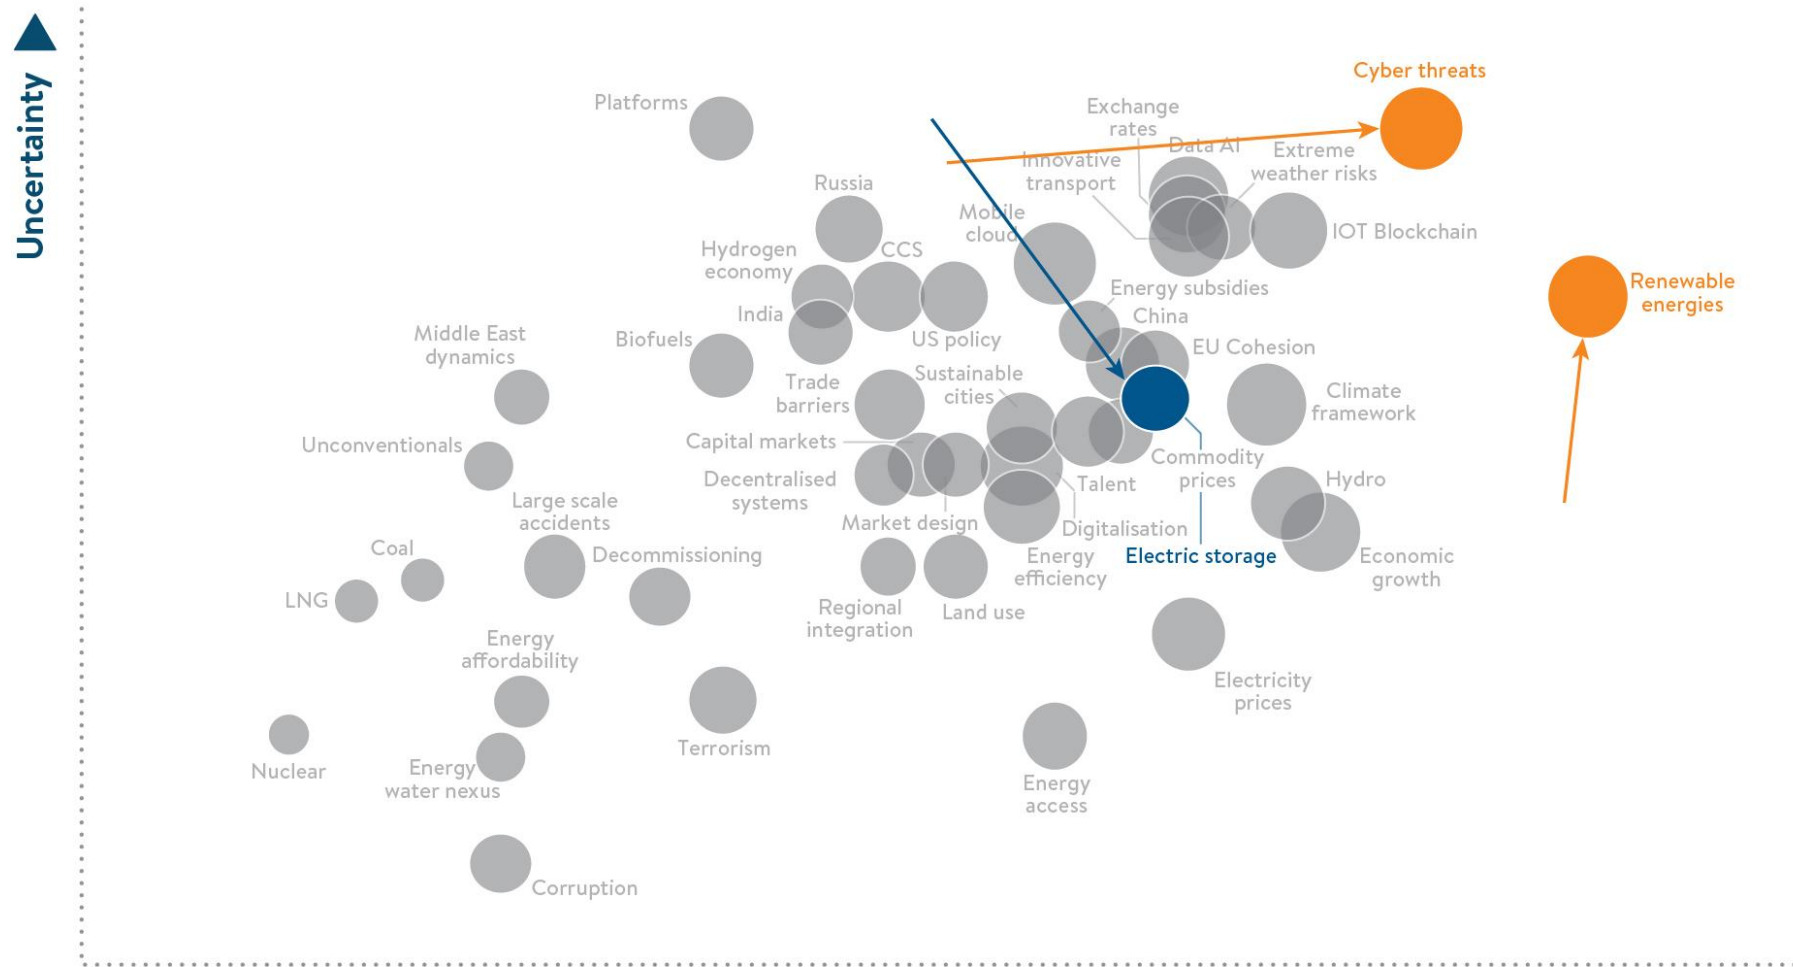 Uncertainty
Cyber threats
Platforms
Exchange
rates
Data AI
Extreme
weather risks
Innovative
transport
Russia
Mobile
cloud
IOT Blockchain
Hydrogen
economy
CCS
Energy subsidies
Renewable
energies
India
China
Middle East
dynamics
Biofuels
US policy
EU Cohesion
Sustainable
cities
Trade
barriers
Climate
framework
Unconventionals
Capital markets
Commodity
prices
Decentralised
systems
Talent
Hydro
Large scale
accidents
Market design
Digitalisation
Coal
Decommissioning
Energy
efficiency
Electric storage
Economic
growth
LNG
Regional
integration
Land use
Energy
affordability
Electricity
prices
Terrorism
Nuclear
Energy
water nexus
Energy
access
Corruption